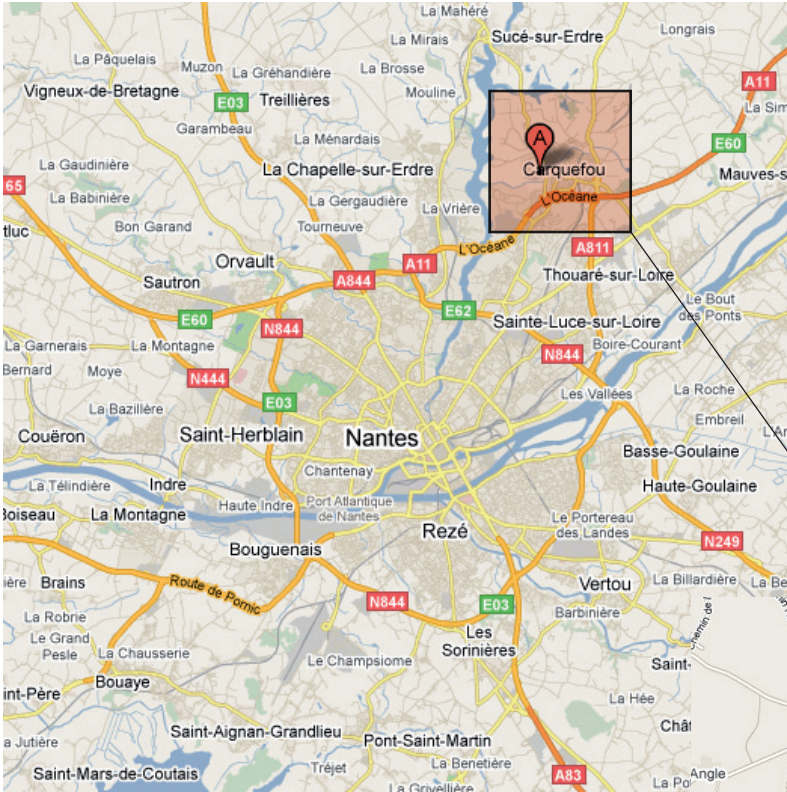 La Mahéré
Sucé-sur-Erdre
Longrais
La Mirais
La Pâquelais
Muzon
La Gréhandière
La Brosse
A11
Vigneux-de-Bretagne
E03
Treillières
Mouline
Garambeau
A
E60
La Ménardais
La Gaudinière
La Chapelle-sur-Erdre
Carquefou
65
La Babinière
La Gergaudière
La Vrière
L'Océane
Bon Garand
Tourneuve
L'Océane
A811
Orvault
A11
Sautron
A844
Thouaré-sur-Loire
E60
N844
E62
Sainte-Luce-sur-Loire
Le Bout
des Ponts
La Garnerais
La Montagne
N844
Boire-Courant
Bernard
Moye
N444
Les Vallées
La Roche
La Bazillère
E03
Embreil
Couëron
Saint-Herblain
Nantes
Basse-Goulaine
La Télindière
Indre
Chantenay
Haute-Goulaine
Boiseau
La Montagne
Haute Indre
Port Atlantique
de Nantes
Rezé
Le Portereau
des Landes
Bouguenais
N249
Brains
Route de Pornic
N844
E03
Vertou
La Billardière
La Robrie
Barbinière
Chemin de l
Le Grand
Pesle
La Chausserie
Le Champsiome
Les
Sorinières
Saint-
int-Père
Bouaye
La Hée
a Jutière
Saint-Aignan-Grandlieu
Pont-Saint-Martin
Saint-Mars-de-Coutais
Tréjet
La Benetière
A83
Angle
La Grivellière